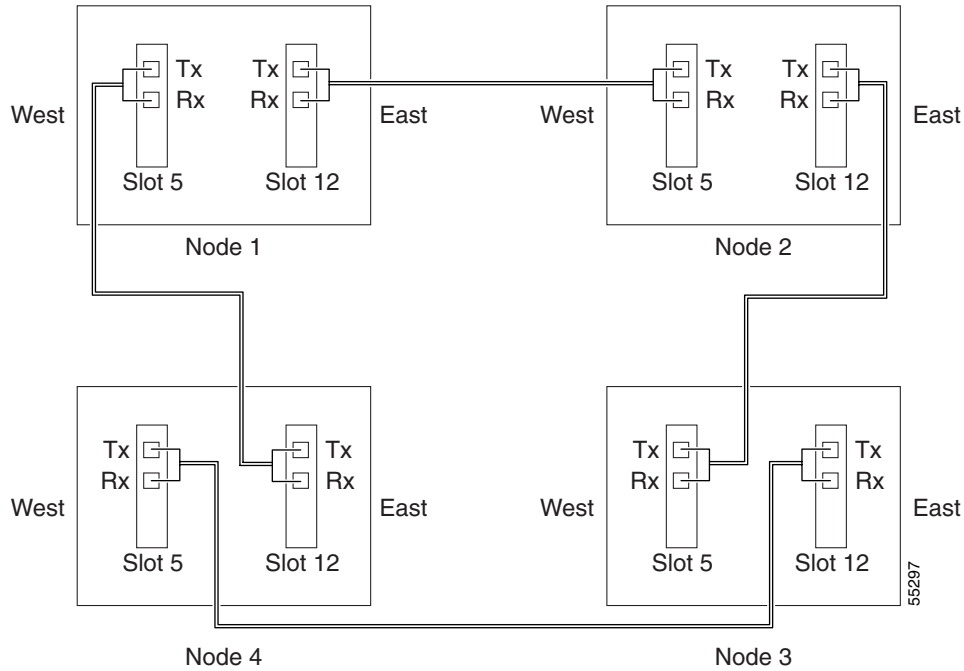 Tx Tx Tx Tx
Rx Rx Rx Rx
West East West East
Slot 5 Slot 12 Slot 5 Slot 12
Node 1 Node 2
Tx Tx Tx Tx
Rx Rx Rx Rx
West East West East
Slot 5 Slot 12 Slot 5 Slot 12
55297
Node 4 Node 3